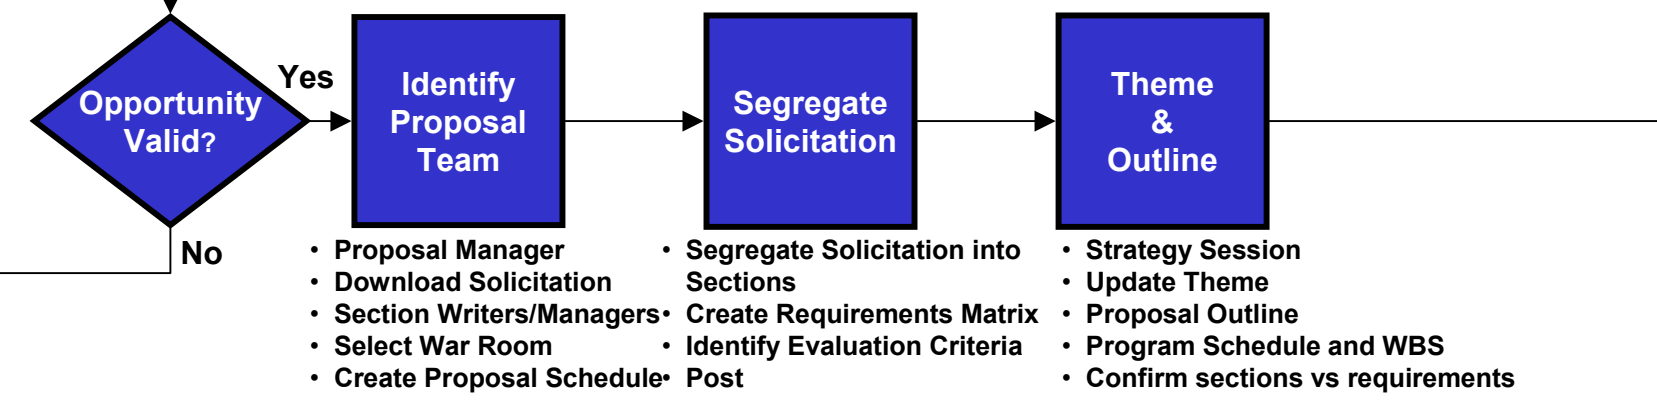 Opportunity
Valid?
Yes
No
Identify
Proposal
Team
Segregate
Solicitation
Theme
&
Outline
• Proposal Manager
• Download Solicitation
• Section Writers/Managers
• Select War Room
• Create Proposal Schedule
• Segregate Solicitation into
Sections
• Create Requirements Matrix
• Identify Evaluation Criteria
• Post
• Strategy Session
• Update Theme
• Proposal Outline
• Program Schedule and WBS
• Confirm sections vs requirements